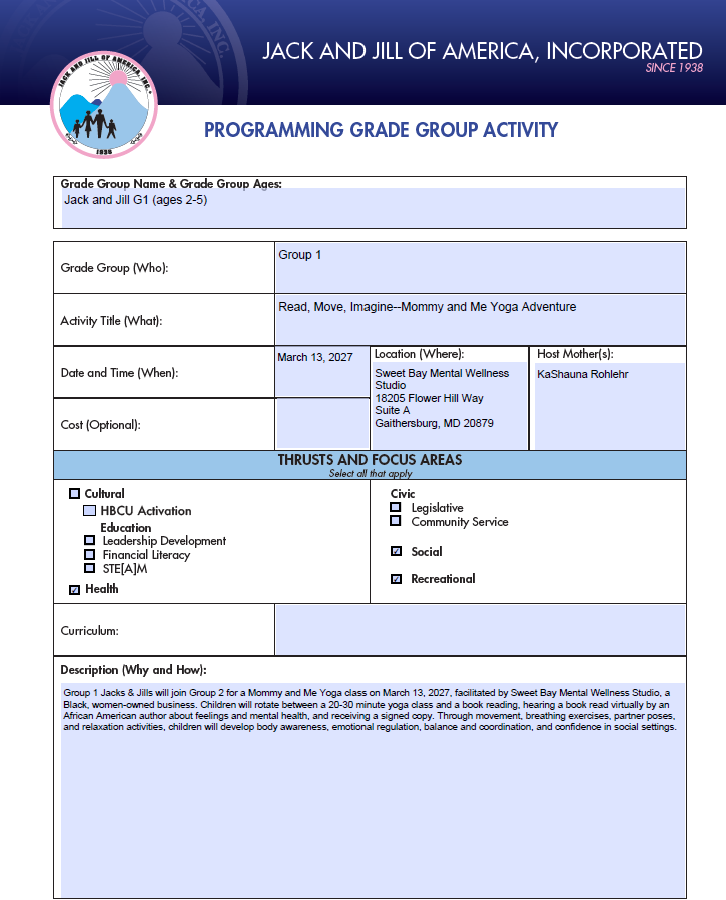 JACK AND JILL OF AMERICA, INCORPORATED
SINCE 1938
JACK AND JILL OF AMERICA, INC.
1938
PROGRAMMING GRADE GROUP ACTIVITY
Grade Group Name & Grade Group Ages:
Jack and Jill G1 (ages 2-5)
Grade Group (Who):
Group 1
Activity Title (What):
Read, Move, Imagine--Mommy and Me Yoga Adventure
Date and Time (When):
March 13, 2027
Location (Where):
Sweet Bay Mental Wellness
Studio
18205 Flower Hill Way
Suite A
Gaithersburg, MD 20879
Host Mother(s):
KaShauna Rohlehr
Cost (Optional):
THRUSTS AND FOCUS AREAS
Select all that apply
Cultural
HBCU Activation
Education
Leadership Development
Financial Literacy
STE[A]M
Health
Civic
Legislative
Community Service
Social
Recreational
Curriculum:
Description (Why and How):
Group 1 Jacks & Jills will join Group 2 for a Mommy and Me Yoga class on March 13, 2027, facilitated by Sweet Bay Mental Wellness Studio, a
Black, women-owned business. Children will rotate between a 20-30 minute yoga class and a book reading, hearing a book read virtually by an
African American author about feelings and mental health, and receiving a signed copy. Through movement, breathing exercises, partner poses,
and relaxation activities, children will develop body awareness, emotional regulation, balance and coordination, and confidence in social settings.